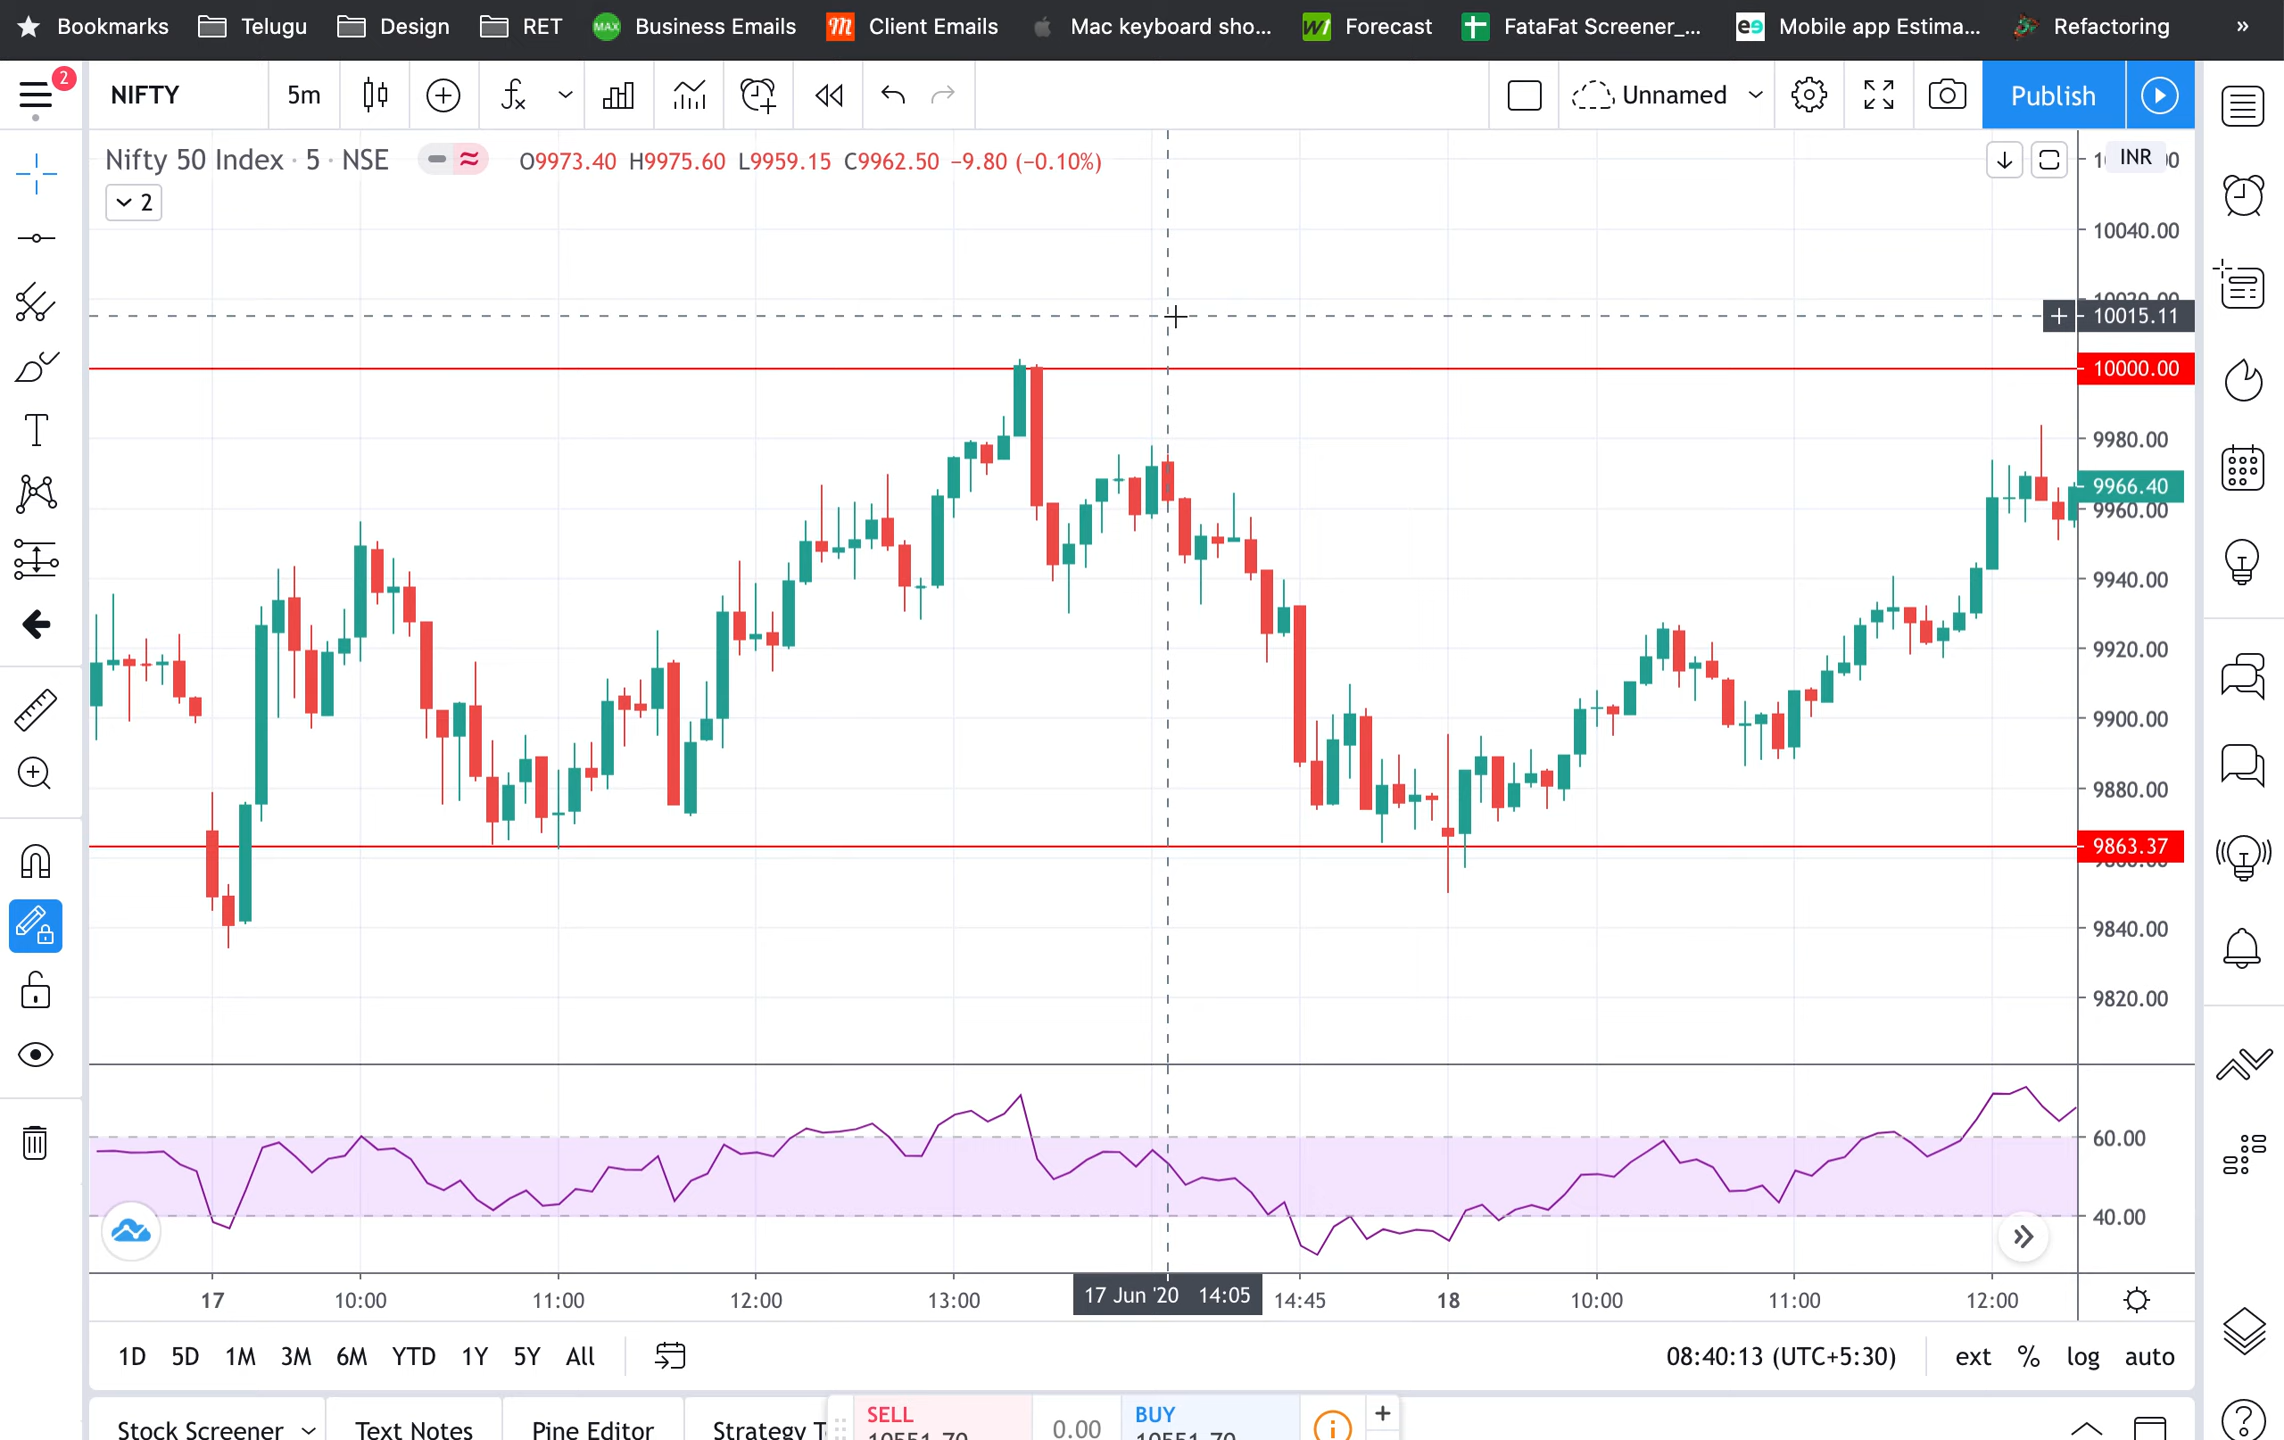 Bookmarks Telugu Design RET Business Emails Client Emails Mac keyboard sho... Forecast FataFat Screener_... Mobile app Estima... Refactoring »
2
NIFTY 5m Unnamed Publish
Nifty 50 Index · 5 · NSE O9973.40 H9975.60 L9959.15 C9962.50 −9.80 (−0.10%)
INR
2
10040.00
10015.11
10000.00
9980.00
9966.40
9960.00
9940.00
9920.00
9900.00
9880.00
9863.37
9840.00
9820.00
60.00
40.00
17 10:00 11:00 12:00 13:00 17 Jun '20 14:05 14:45 18 10:00 11:00 12:00
1D 5D 1M 3M 6M YTD 1Y 5Y All 08:40:13 (UTC+5:30) ext % log auto
Stock Screener Text Notes Pine Editor Strategy T
SELL 0.00 BUY
10551.70 10551.70